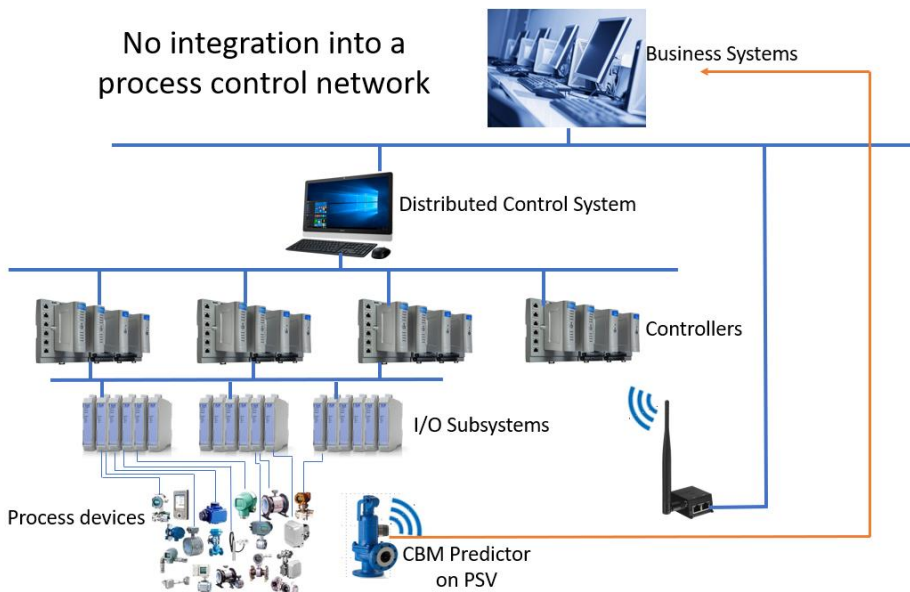 No integration into a
process control network
Business Systems
Distributed Control System
Controllers
I/O Subsystems
Process devices
CBM Predictor
on PSV